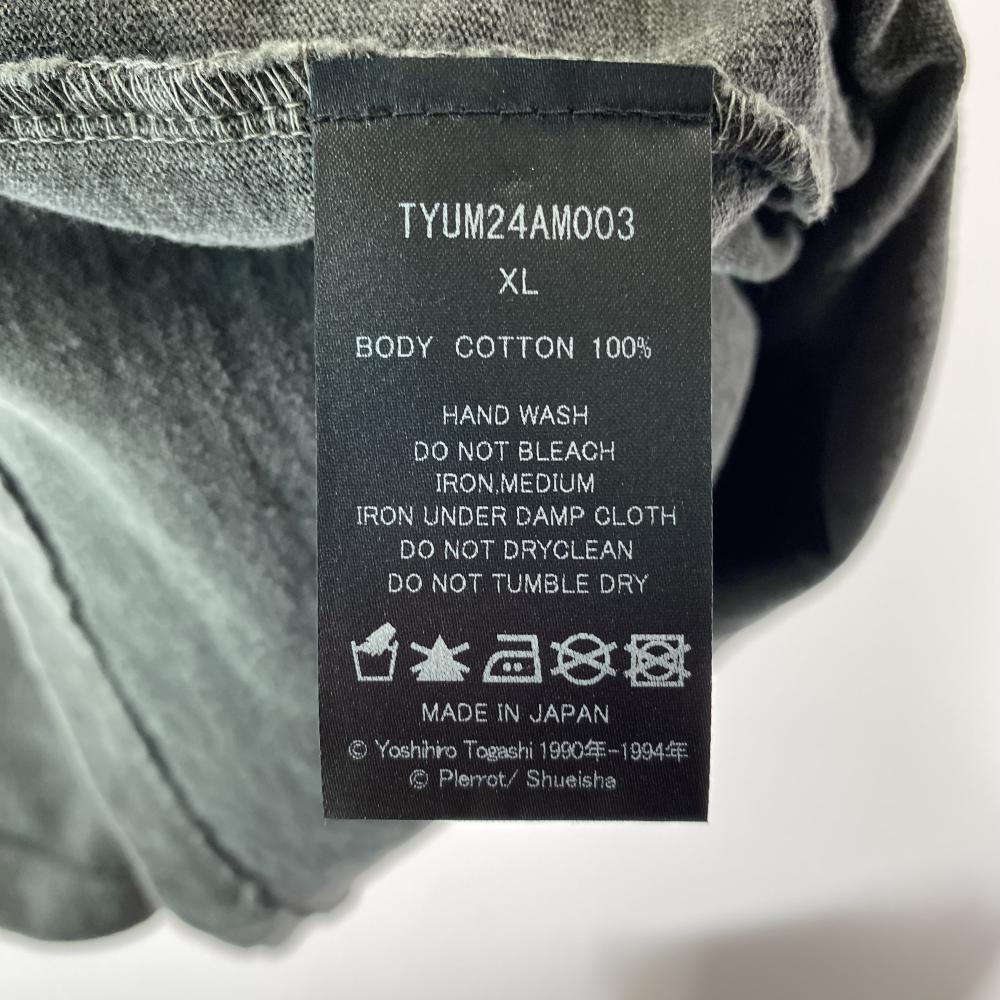 TYUM24AM003
XL
BODY COTTON 100%
HAND WASH
DO NOT BLEACH
IRON,MEDIUM
IRON UNDER DAMP CLOTH
DO NOT DRYCLEAN
DO NOT TUMBLE DRY
MADE IN JAPAN
© Yoshihiro Togashi 1990年-1994年
© Pierrot/ Shueisha